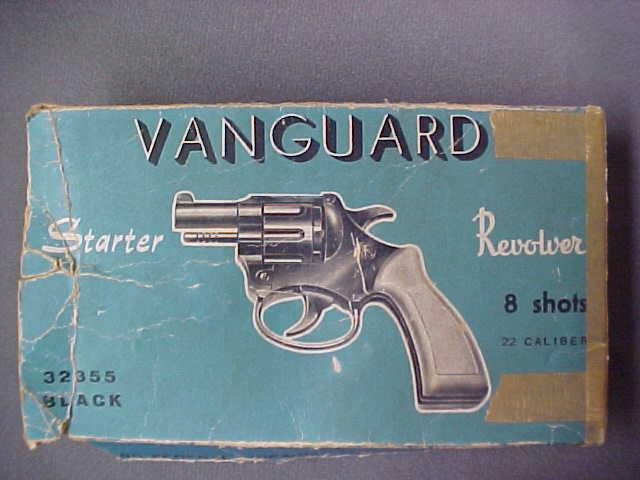 VANGUARD
Starter
Revolver
8 shots
22 CALIBER
32355
BLACK